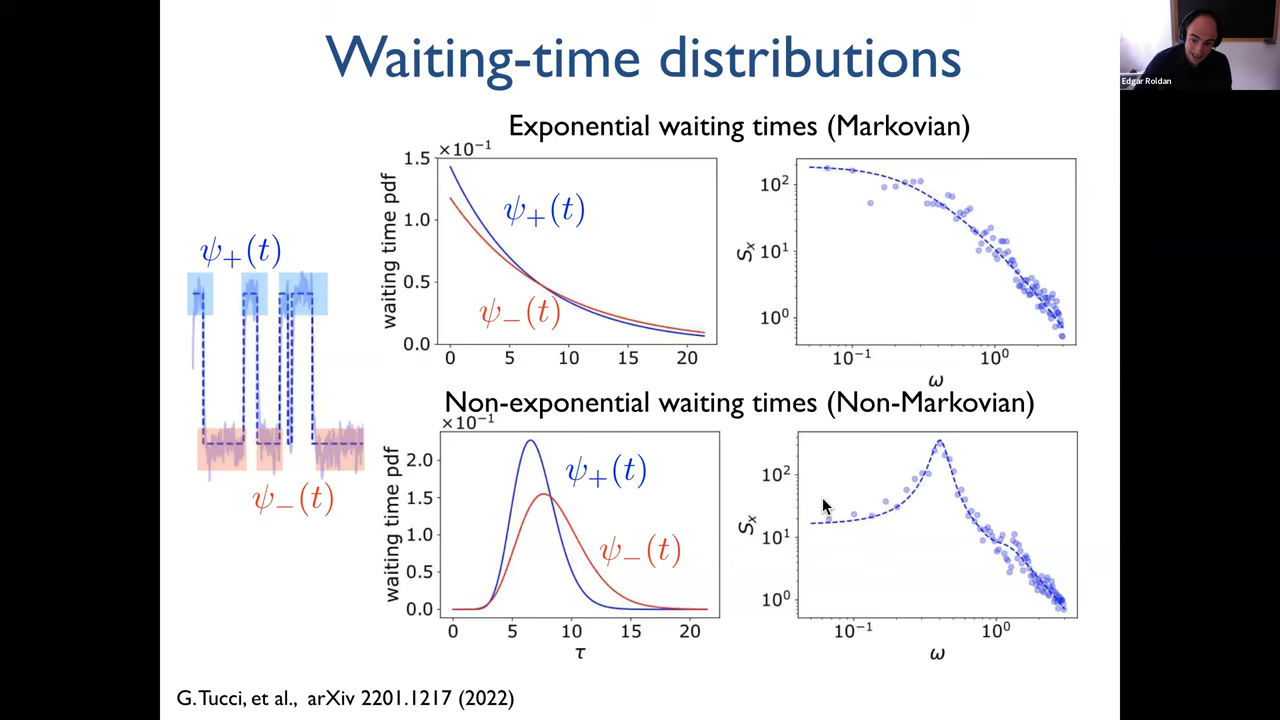 Waiting-time distributions
Edgar Roldan
Exponential waiting times (Markovian)
×10⁻¹
1.5
1.0
0.5
0.0
waiting time pdf
ψ₊(t)
ψ₋(t)
0 5 10 15 20
10²
10¹
10⁰
Sₓ
10⁻¹ 10⁰
ω
ψ₊(t)
ψ₋(t)
Non-exponential waiting times (Non-Markovian)
×10⁻¹
2.0
1.5
1.0
0.5
0.0
waiting time pdf
ψ₊(t)
ψ₋(t)
0 5 10 15 20
τ
10²
10¹
10⁰
Sₓ
10⁻¹ 10⁰
ω
G. Tucci, et al., arXiv 2201.1217 (2022)